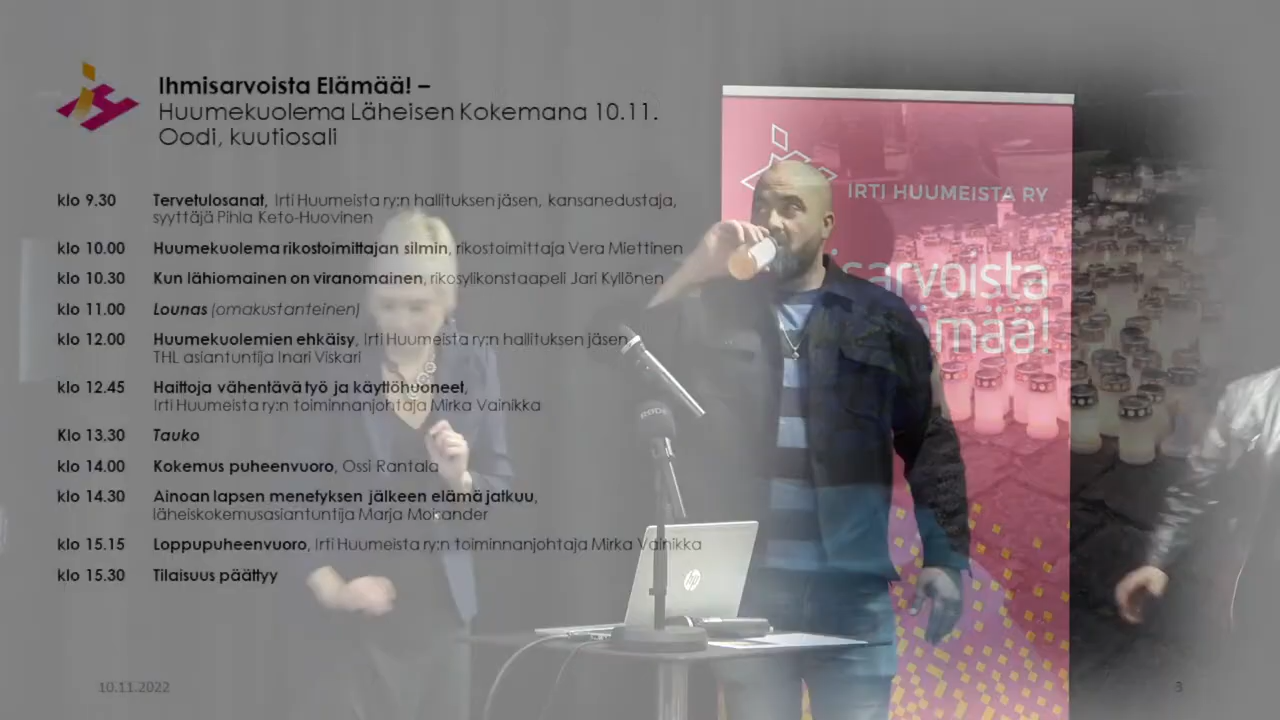 Ihmisarvoista Elämää! –
Huumekuolema Läheisen Kokemana 10.11.
Oodi, kuutiosali
klo 9.30 Tervetulosanat, Irti Huumeista ry:n hallituksen jäsen, kansanedustaja,
syyttäjä Pihla Keto-Huovinen
klo 10.00 Huumekuolema rikostoimittajan silmin, rikostoimittaja Vera Miettinen
klo 10.30 Kun lähiomainen on viranomainen, rikosylikonstaapeli Jari Kyllönen
klo 11.00 Lounas (omakustanteinen)
klo 12.00 Huumekuolemien ehkäisy, Irti Huumeista ry:n hallituksen jäsen,
THL asiantuntija Inari Viskari
klo 12.45 Haittoja vähentävä työ ja käyttöhuoneet,
Irti Huumeista ry:n toiminnanjohtaja Mirka Vainikka
Klo 13.30 Tauko
klo 14.00 Kokemus puheenvuoro, Ossi Rantala
klo 14.30 Ainoan lapsen menetyksen jälkeen elämä jatkuu,
läheiskokemusasiantuntija Marja Molander
klo 15.15 Loppupuheenvuoro, Irti Huumeista ry:n toiminnanjohtaja Mirka Vainikka
klo 15.30 Tilaisuus päättyy
10.11.2022
3
IRTI HUUMEISTA RY
isarvoista
ämää!
hp